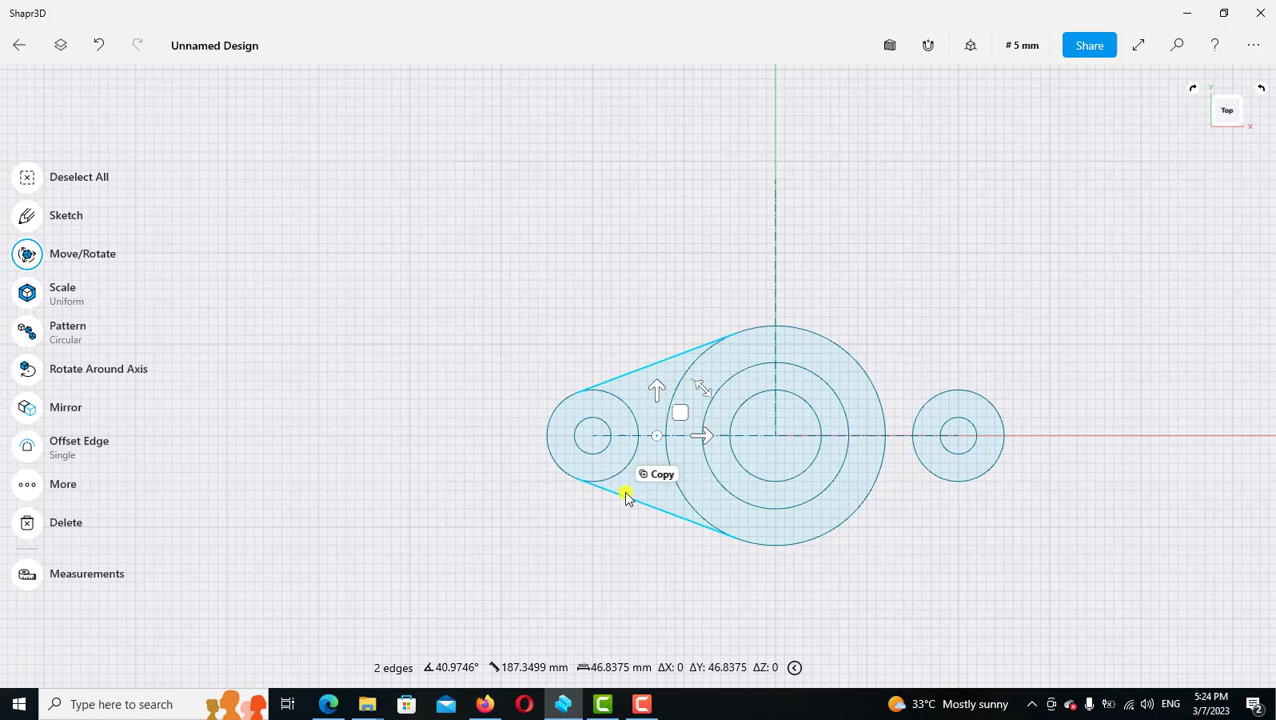 Shapr3D
Unnamed Design
# 5 mm
Share
Y
Top
X
Deselect All
Sketch
Move/Rotate
Scale
Uniform
Pattern
Circular
Rotate Around Axis
Mirror
Offset Edge
Single
More
Delete
Measurements
Copy
2 edges 40.9746° 187.3499 mm 46.8375 mm ΔX: 0 ΔY: 46.8375 ΔZ: 0
Type here to search
33°C Mostly sunny
ENG
5:24 PM
3/7/2023
2